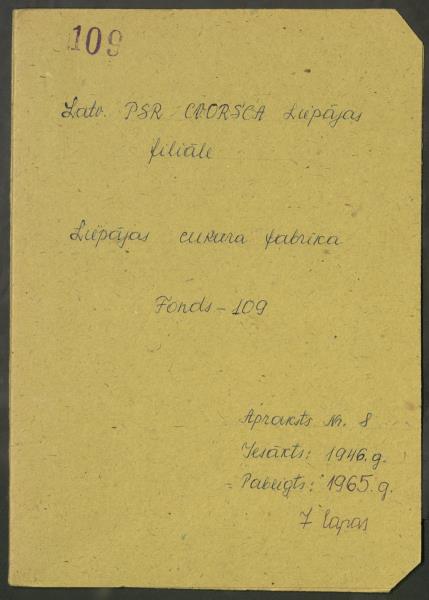 109
Latv. PSR CVORŠCA Liepājas
filiāle
Liepājas cukura fabrika
Fonds - 109
Apraksts Nr. 8
Iesākts: 1946.g.
Pabeigts: 1965.g.
7 lapas